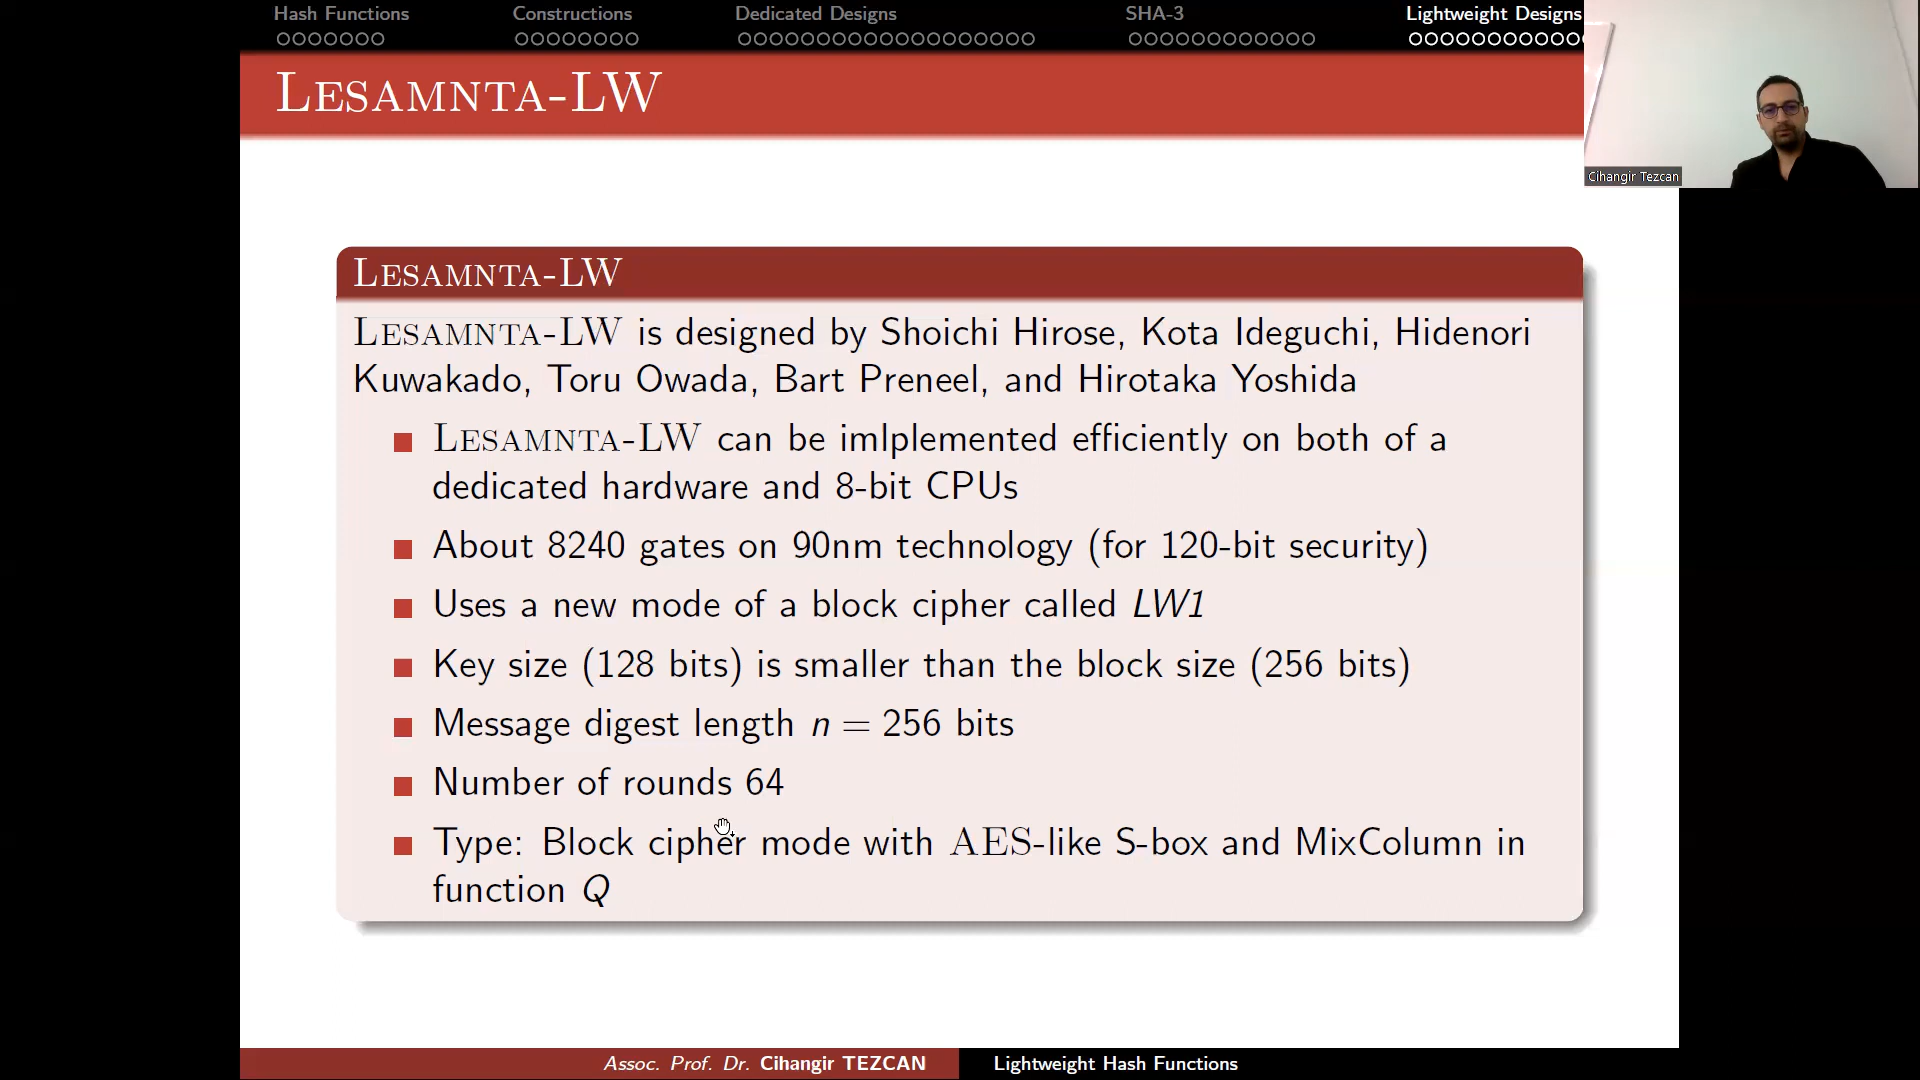 Hash Functions
Constructions
Dedicated Designs
SHA-3
Lightweight Designs
LESAMNTA-LW
Cihangir Tezcan
LESAMNTA-LW
LESAMNTA-LW is designed by Shoichi Hirose, Kota Ideguchi, Hidenori
Kuwakado, Toru Owada, Bart Preneel, and Hirotaka Yoshida
LESAMNTA-LW can be imlplemented efficiently on both of a
dedicated hardware and 8-bit CPUs
About 8240 gates on 90nm technology (for 120-bit security)
Uses a new mode of a block cipher called LW1
Key size (128 bits) is smaller than the block size (256 bits)
Message digest length n = 256 bits
Number of rounds 64
Type: Block cipher mode with AES-like S-box and MixColumn in
function Q
Assoc. Prof. Dr. Cihangir TEZCAN
Lightweight Hash Functions